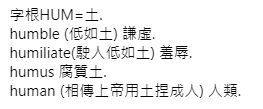 字根HUM=土.
humble (低如土) 謙虛.
humiliate(駛人低如土) 羞辱.
humus 腐質土.
human (相傳上帝用土捏成人) 人類.